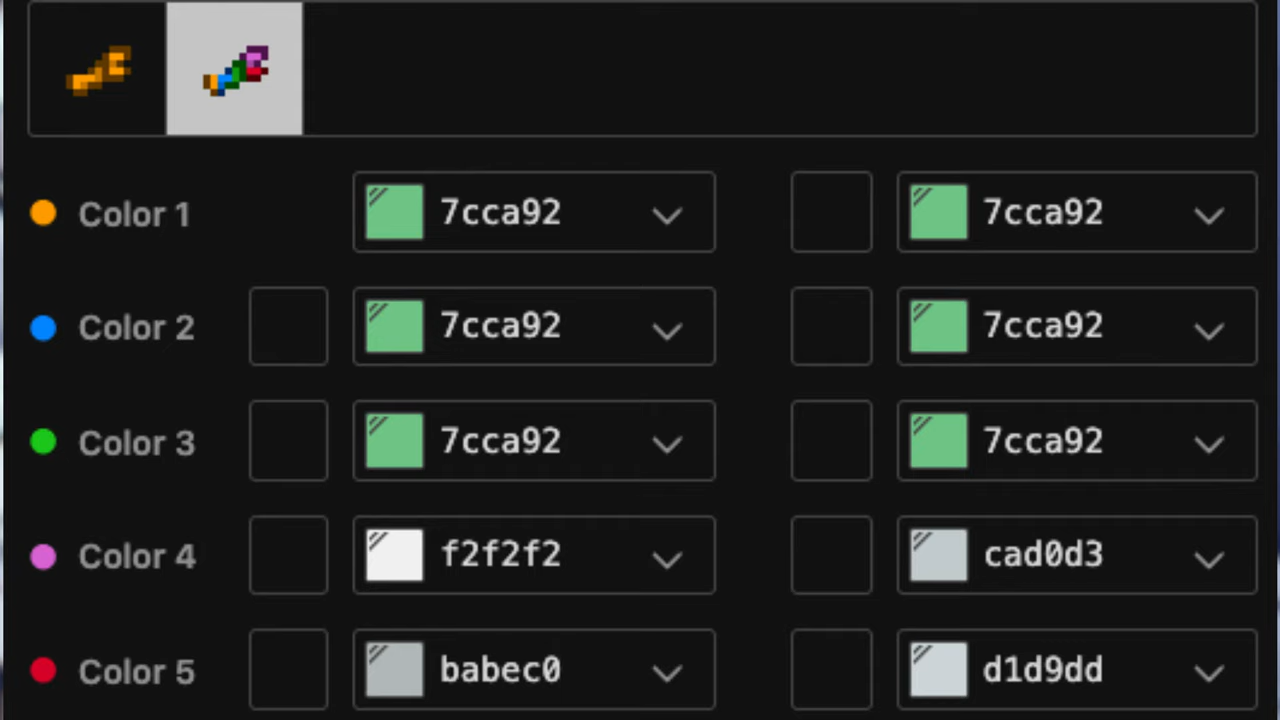 Color 1 7cca92 7cca92
Color 2 7cca92 7cca92
Color 3 7cca92 7cca92
Color 4 f2f2f2 cad0d3
Color 5 babec0 d1d9dd